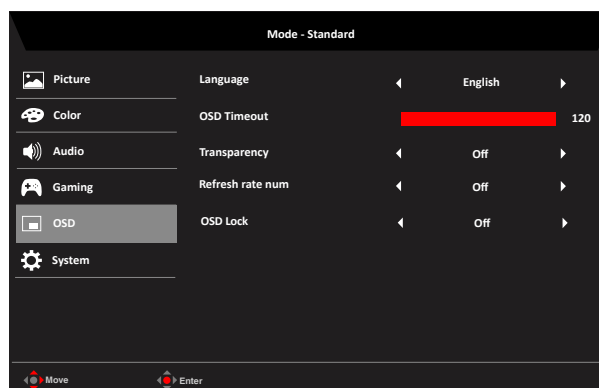 Mode - Standard
Picture
Language
English
Color
OSD Timeout
120
Audio
Transparency
Off
Gaming
Refresh rate num
Off
OSD
OSD Lock
Off
System
Move
Enter